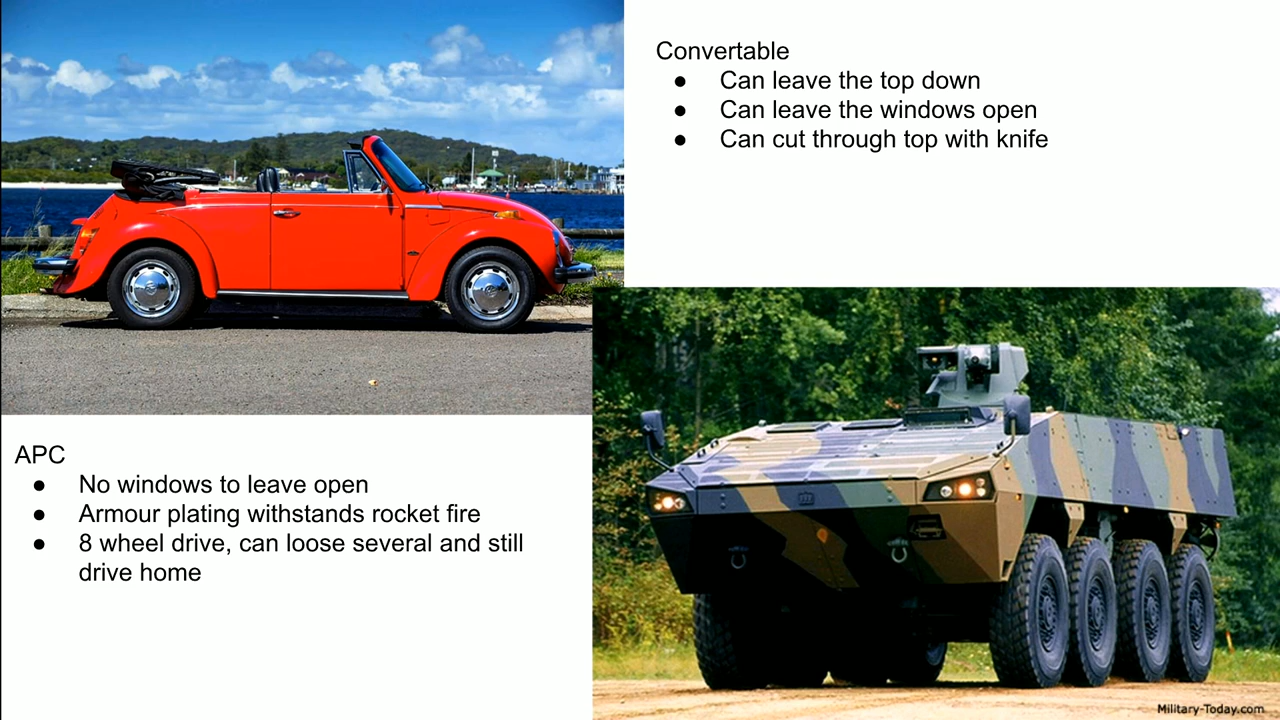 Convertable
● Can leave the top down
● Can leave the windows open
● Can cut through top with knife
APC
● No windows to leave open
● Armour plating withstands rocket fire
● 8 wheel drive, can loose several and still
drive home
Military-Today.com